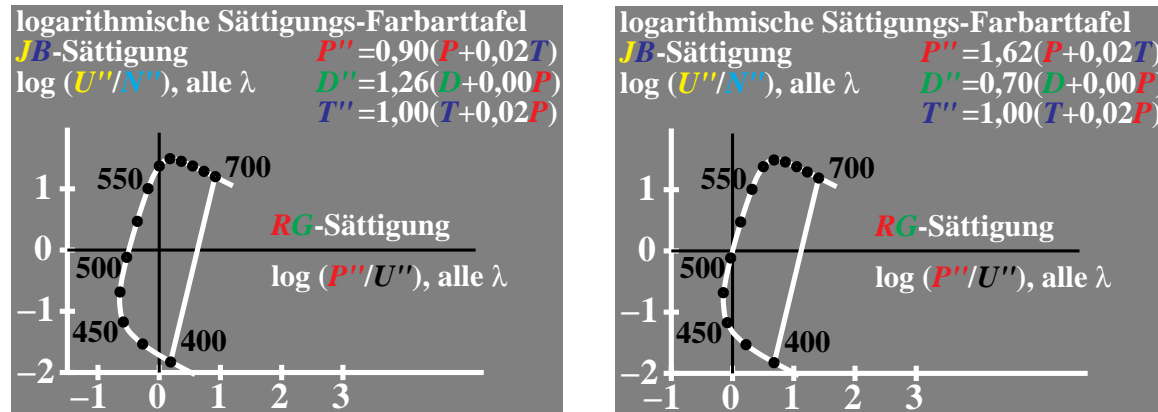 logarithmische Sättigungs-Farbarttafel
JB-Sättigung P''=0,90(P+0,02T)
log (U''/N''), alle λ D''=1,26(D+0,00P)
T''=1,00(T+0,02P)
700
550
1
RG-Sättigung
0
500
log (P''/U''), alle λ
−1
450
400
−2
−1 0 1 2 3
logarithmische Sättigungs-Farbarttafel
JB-Sättigung P''=1,62(P+0,02T)
log (U''/N''), alle λ D''=0,70(D+0,00P)
T''=1,00(T+0,02P)
700
550
1
RG-Sättigung
0
500
log (P''/U''), alle λ
−1
450
400
−2
−1 0 1 2 3